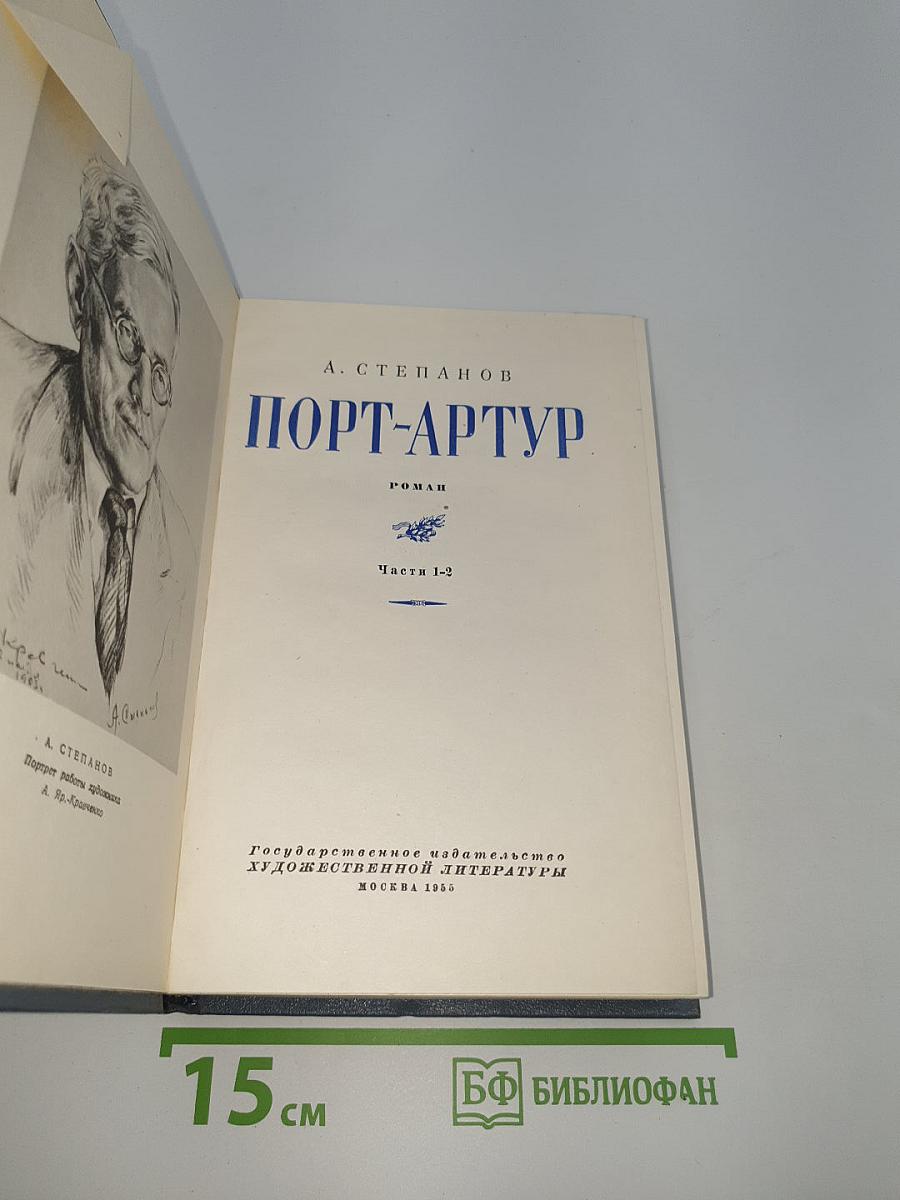 А. Степанов
А. СТЕПАНОВ
Портрет работы художника
А. Яр.-Кравченко
А. СТЕПАНОВ
ПОРТ-АРТУР
РОМАН
Части 1-2
Государственное издательство
ХУДОЖЕСТВЕННОЙ ЛИТЕРАТУРЫ
МОСКВА 1955
15 см
БФ БИБЛИОФАН